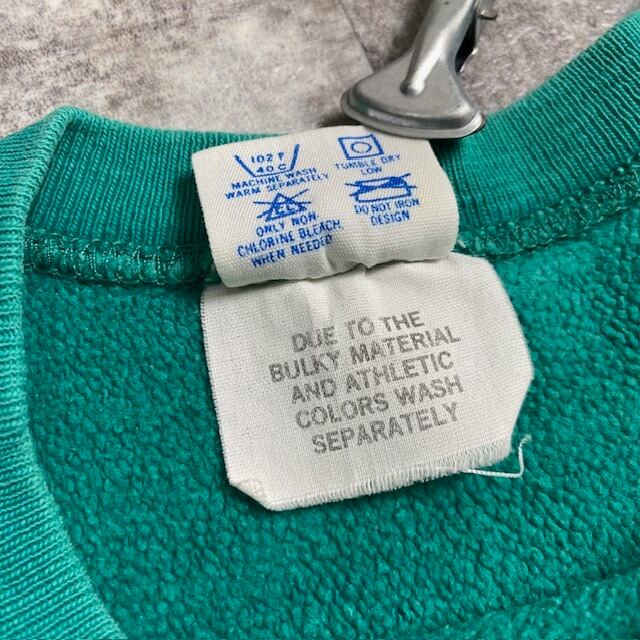 102 F
40 C
MACHINE WASH
WARM SEPARATELY
ONLY NON
CHLORINE BLEACH
WHEN NEEDED
TUMBLE DRY
LOW
DO NOT IRON
DESIGN
DUE TO THE
BULKY MATERIAL
AND ATHLETIC
COLORS WASH
SEPARATELY